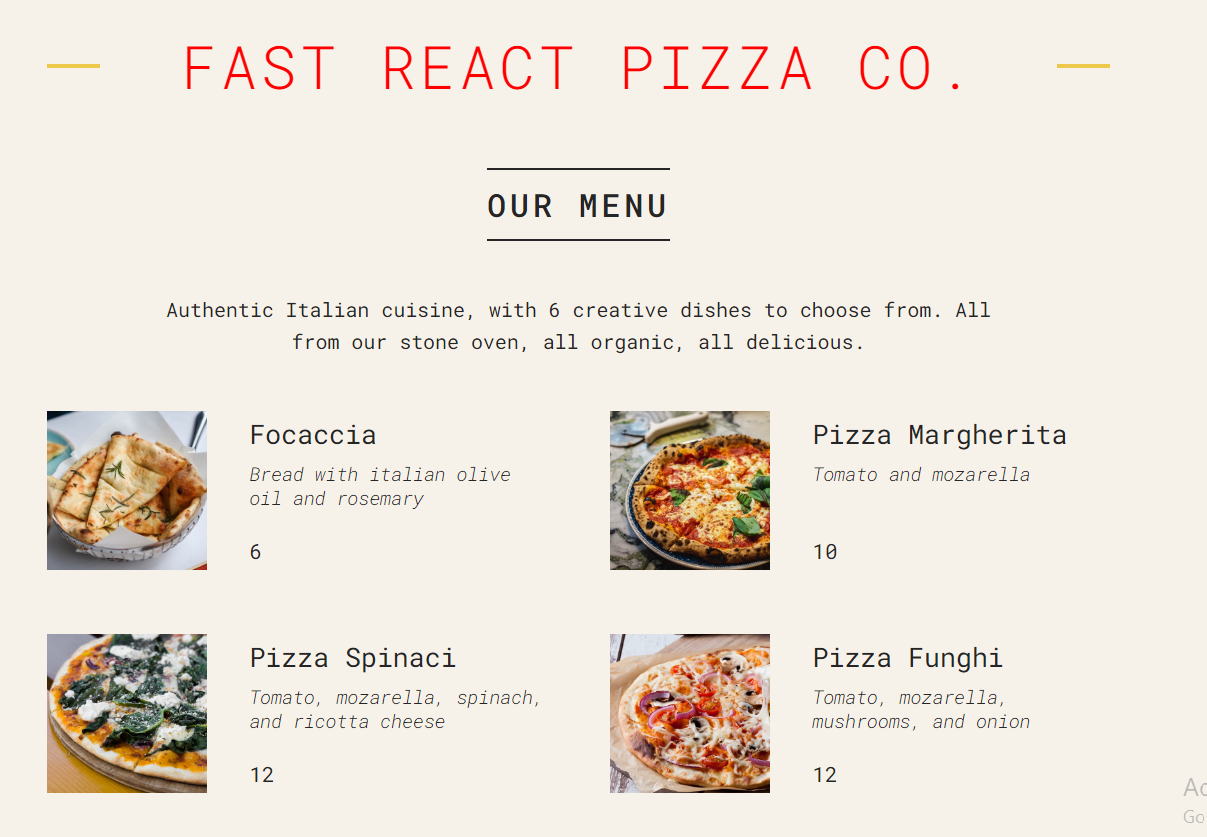 FAST REACT PIZZA CO.
OUR MENU
Authentic Italian cuisine, with 6 creative dishes to choose from. All
from our stone oven, all organic, all delicious.
Focaccia
Bread with italian olive
oil and rosemary
6
Pizza Margherita
Tomato and mozarella
10
Pizza Spinaci
Tomato, mozarella, spinach,
and ricotta cheese
12
Pizza Funghi
Tomato, mozarella,
mushrooms, and onion
12